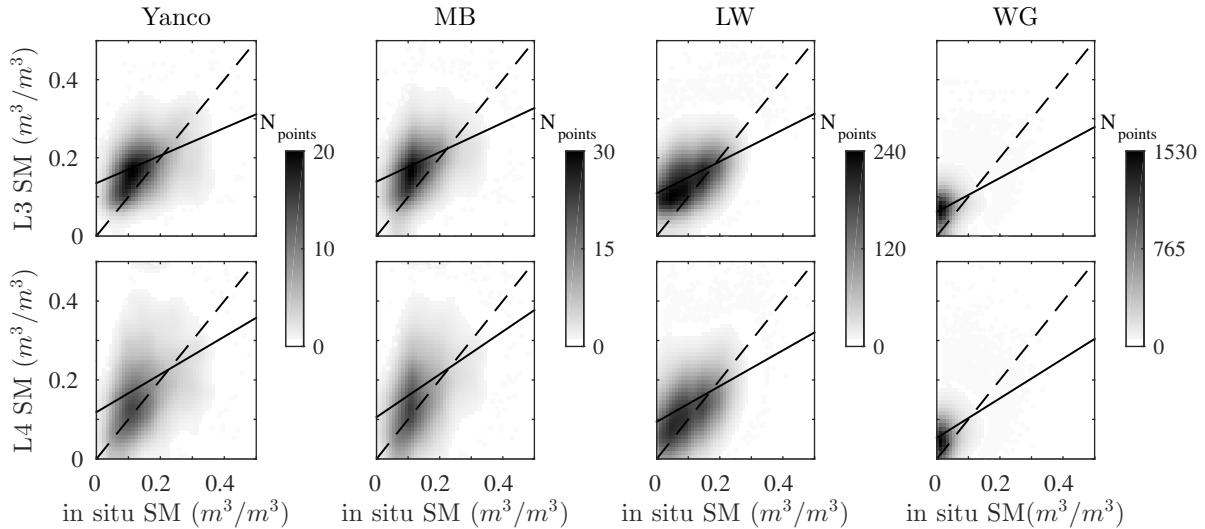 Yanco MB LW WG
L3 SM (m³/m³)
0.4
0.2
0
N_points
20
10
0
N_points
30
15
0
240
120
0
N_points
1530
765
0
L4 SM (m³/m³)
0.4
0.2
0
0 0.2 0.4
in situ SM (m³/m³)
0 0.2 0.4
in situ SM (m³/m³)
0 0.2 0.4
in situ SM (m³/m³)
0 0.2 0.4
in situ SM(m³/m³)